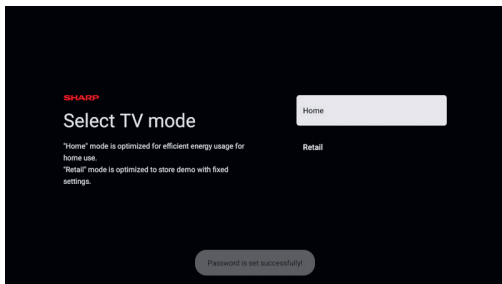 SHARP
Select TV mode
"Home" mode is optimized for efficient energy usage for
home use.
"Retail" mode is optimized to store demo with fixed
settings.
Home
Retail
Password is set successfully!